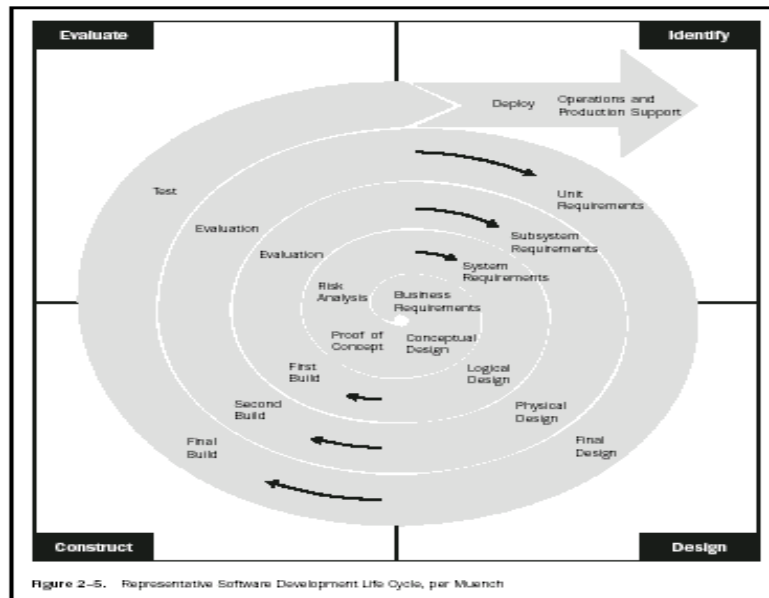 Evaluate
Identify
Deploy
Operations and
Production Support
Test
Unit
Requirements
Evaluation
Subsystem
Requirements
Evaluation
System
Requirements
Risk
Analysis
Business
Requirements
Proof of
Concept
Conceptual
Design
First
Build
Logical
Design
Second
Build
Physical
Design
Final
Build
Final
Design
Construct
Design
Figure 2–5. Representative Software Development Life Cycle, per Muench